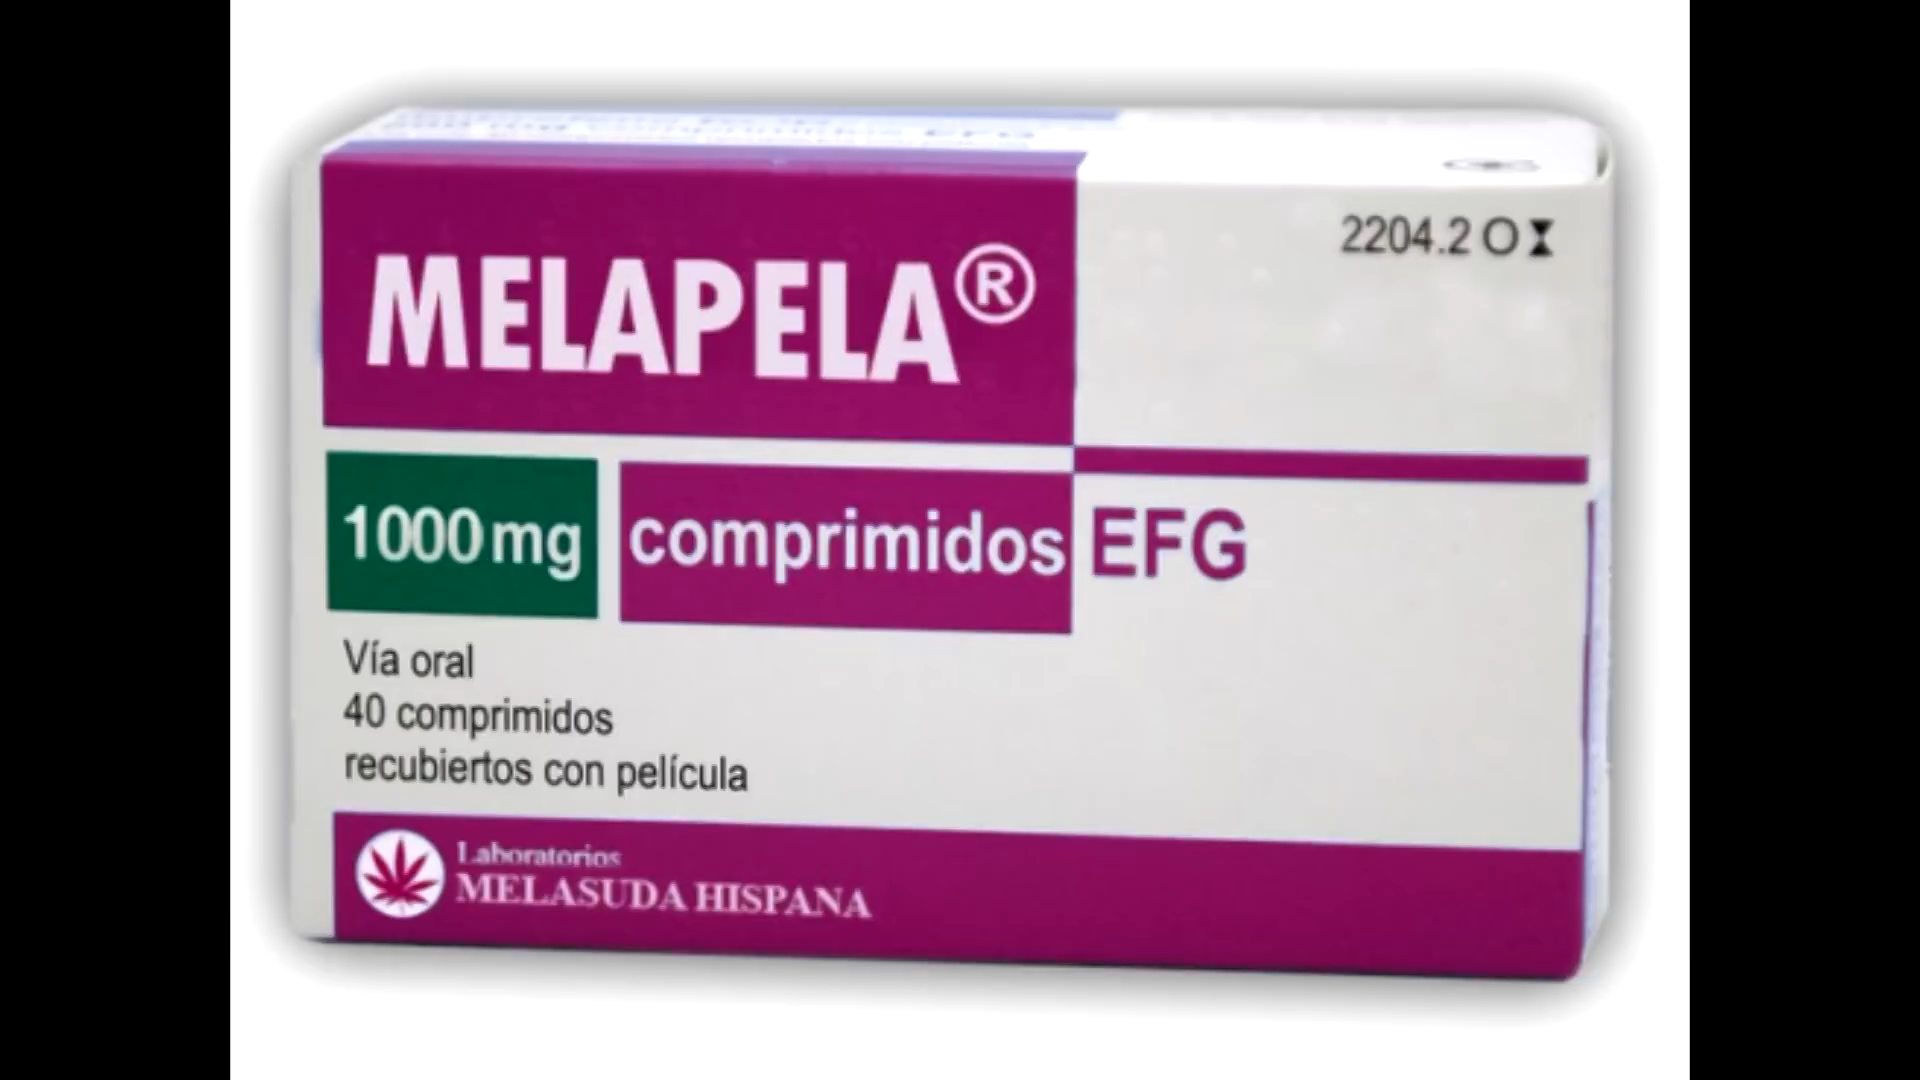 MELAPELA®
2204.2
1000 mg comprimidos EFG
Vía oral
40 comprimidos
recubiertos con película
Laboratorios
MELASUDA HISPANA